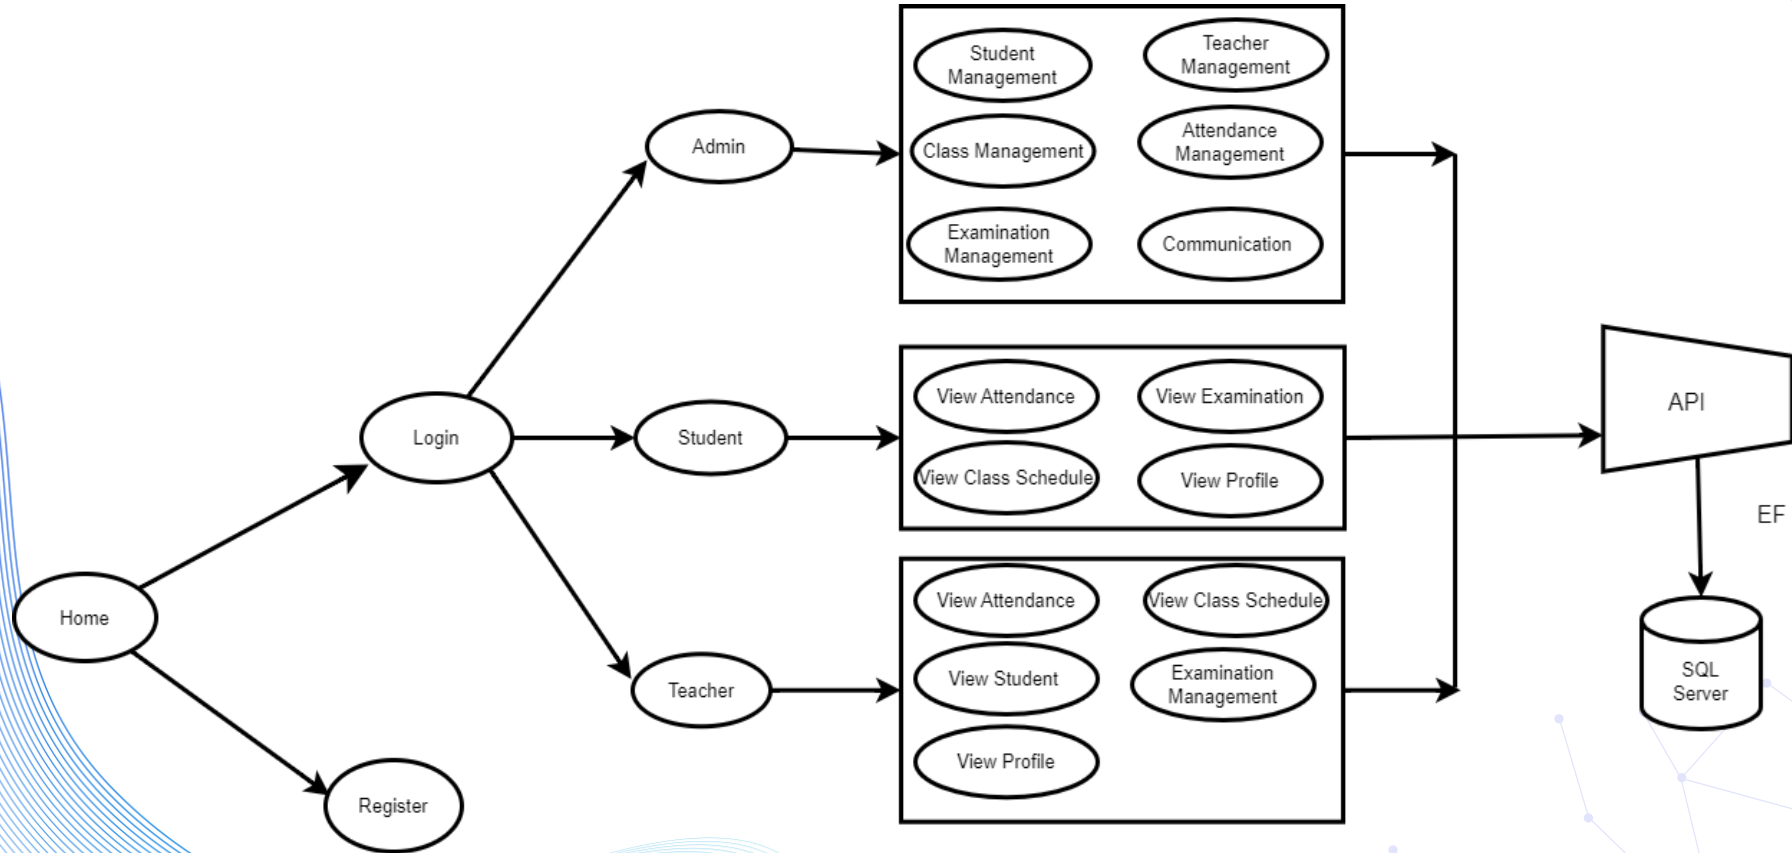 Student
Management
Teacher
Management
Admin
Class Management
Attendance
Management
Examination
Management
Communication
View Attendance
View Examination
API
Login
Student
View Class Schedule
View Profile
EF
Home
View Attendance
View Class Schedule
Teacher
View Student
Examination
Management
SQL
Server
View Profile
Register